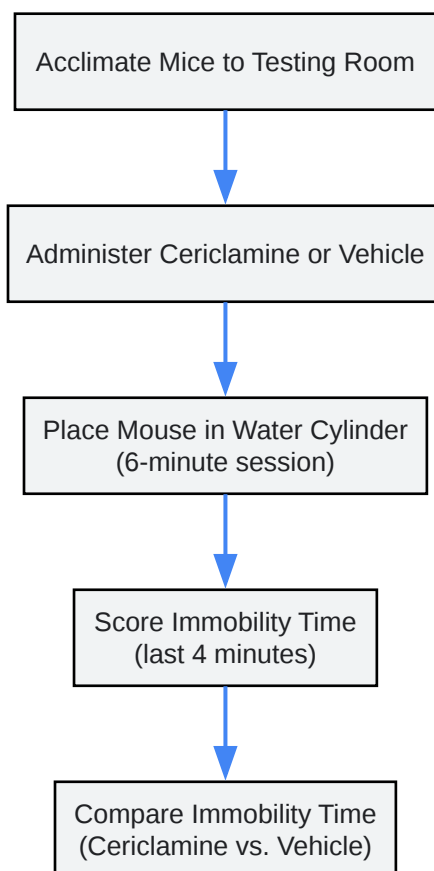 Acclimate Mice to Testing Room
Administer Cericlamine or Vehicle
Place Mouse in Water Cylinder
(6-minute session)
Score Immobility Time
(last 4 minutes)
Compare Immobility Time
(Cericlamine vs. Vehicle)